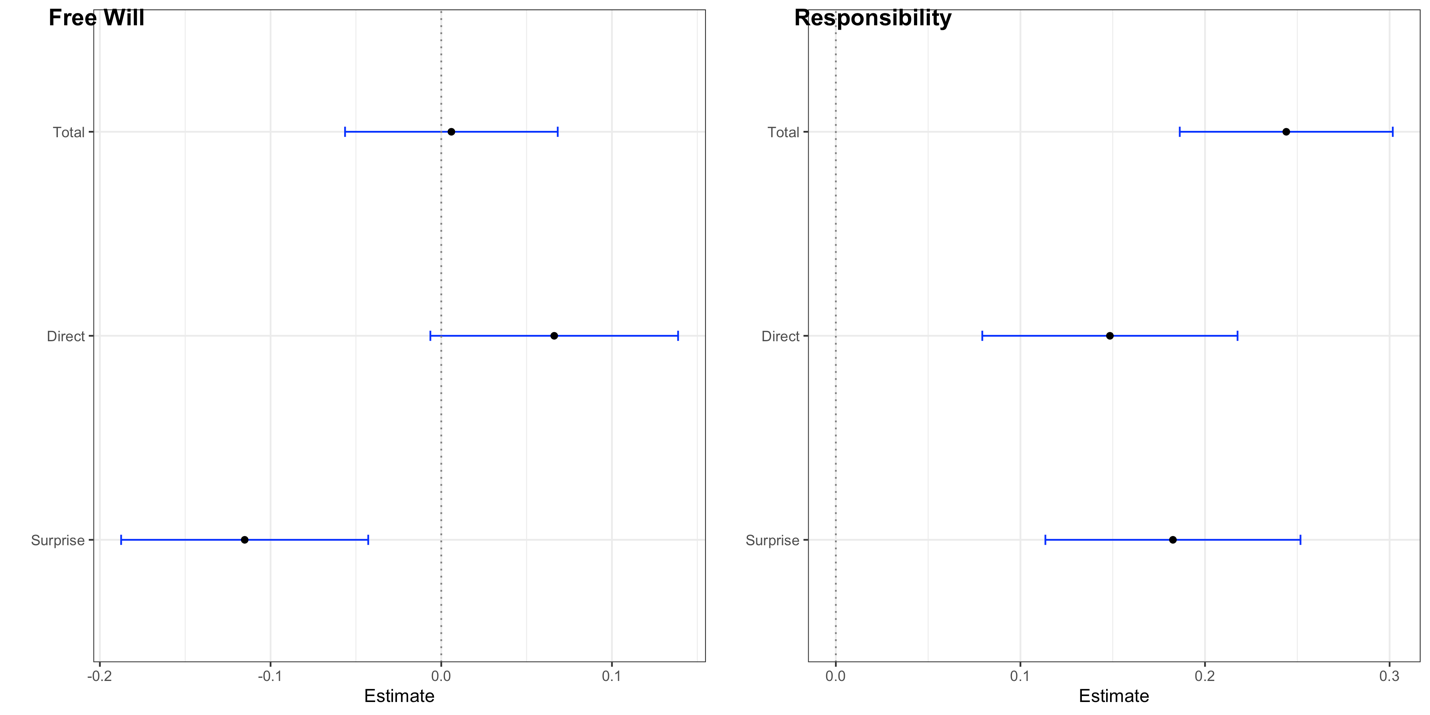 Free Will
Total
Direct
Surprise
-0.2 -0.1 0.0 0.1
Estimate
Responsibility
Total
Direct
Surprise
0.0 0.1 0.2 0.3
Estimate